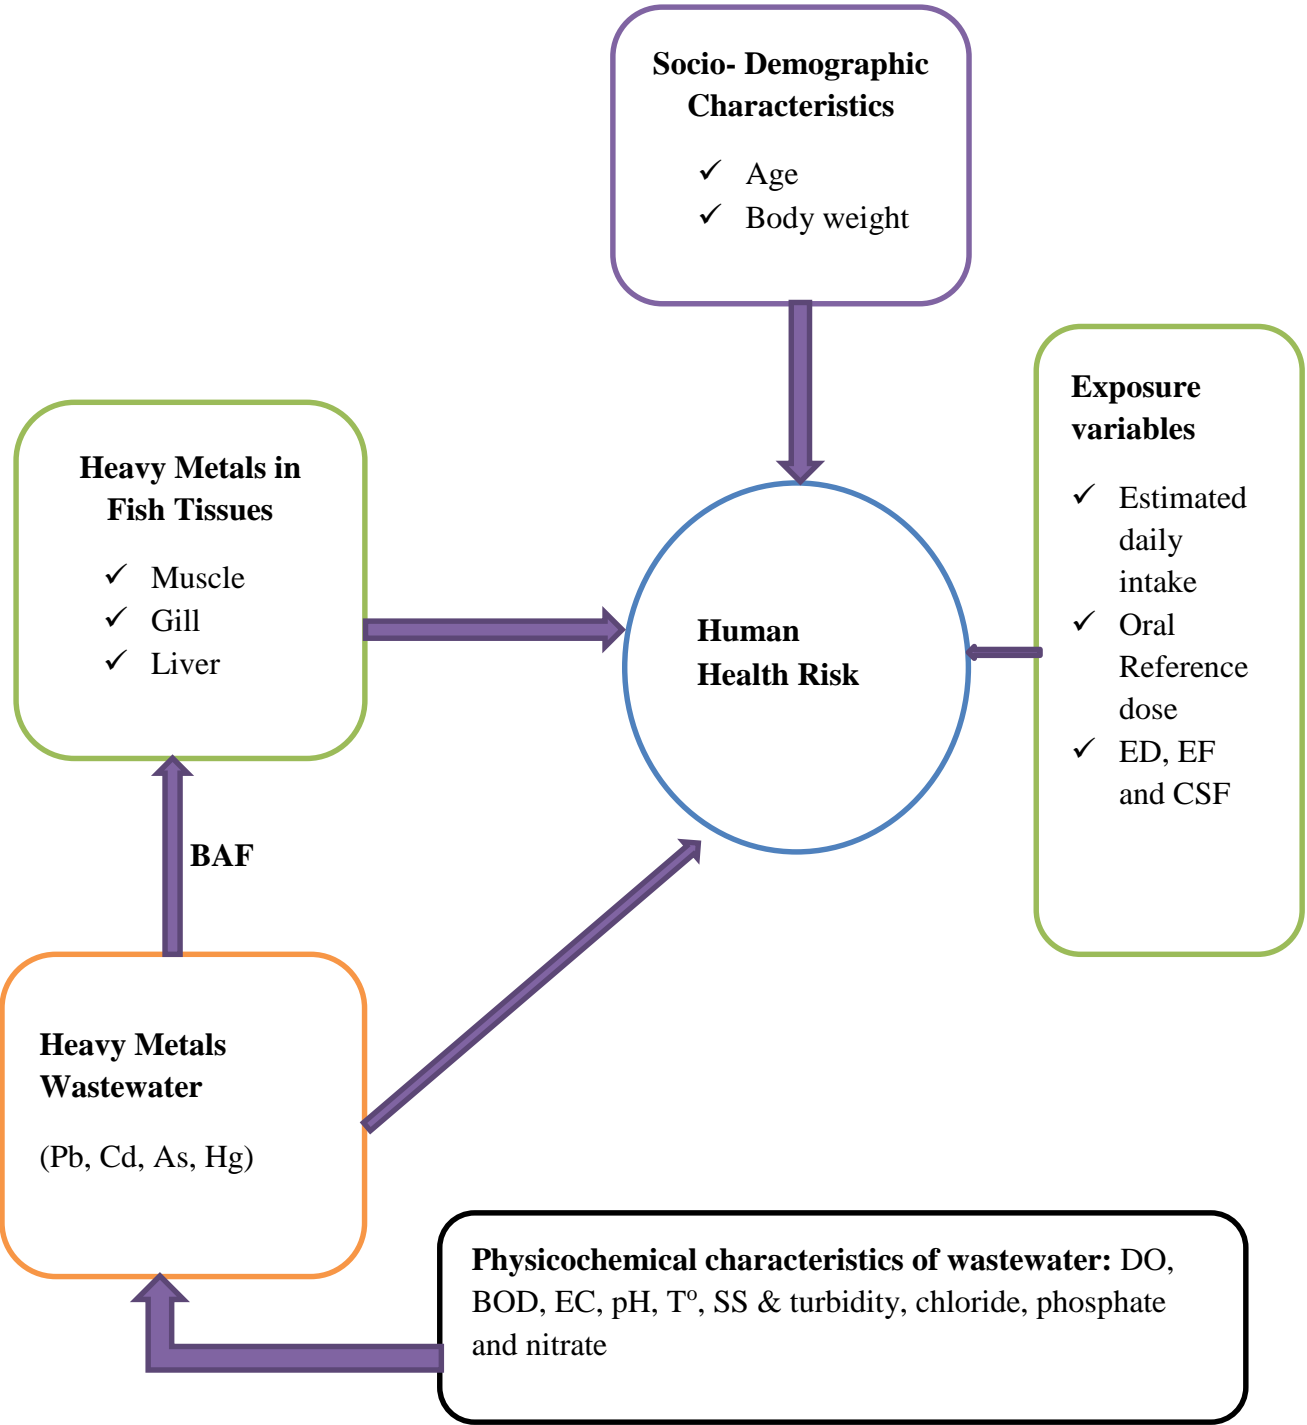 Socio- Demographic
Characteristics
✓ Age
✓ Body weight
Exposure
variables
✓ Estimated
daily
intake
✓ Oral
Reference
dose
✓ ED, EF
and CSF
Heavy Metals in
Fish Tissues
✓ Muscle
✓ Gill
✓ Liver
Human
Health Risk
BAF
Heavy Metals
Wastewater
(Pb, Cd, As, Hg)
Physicochemical characteristics of wastewater: DO,
BOD, EC, pH, Tº, SS & turbidity, chloride, phosphate
and nitrate